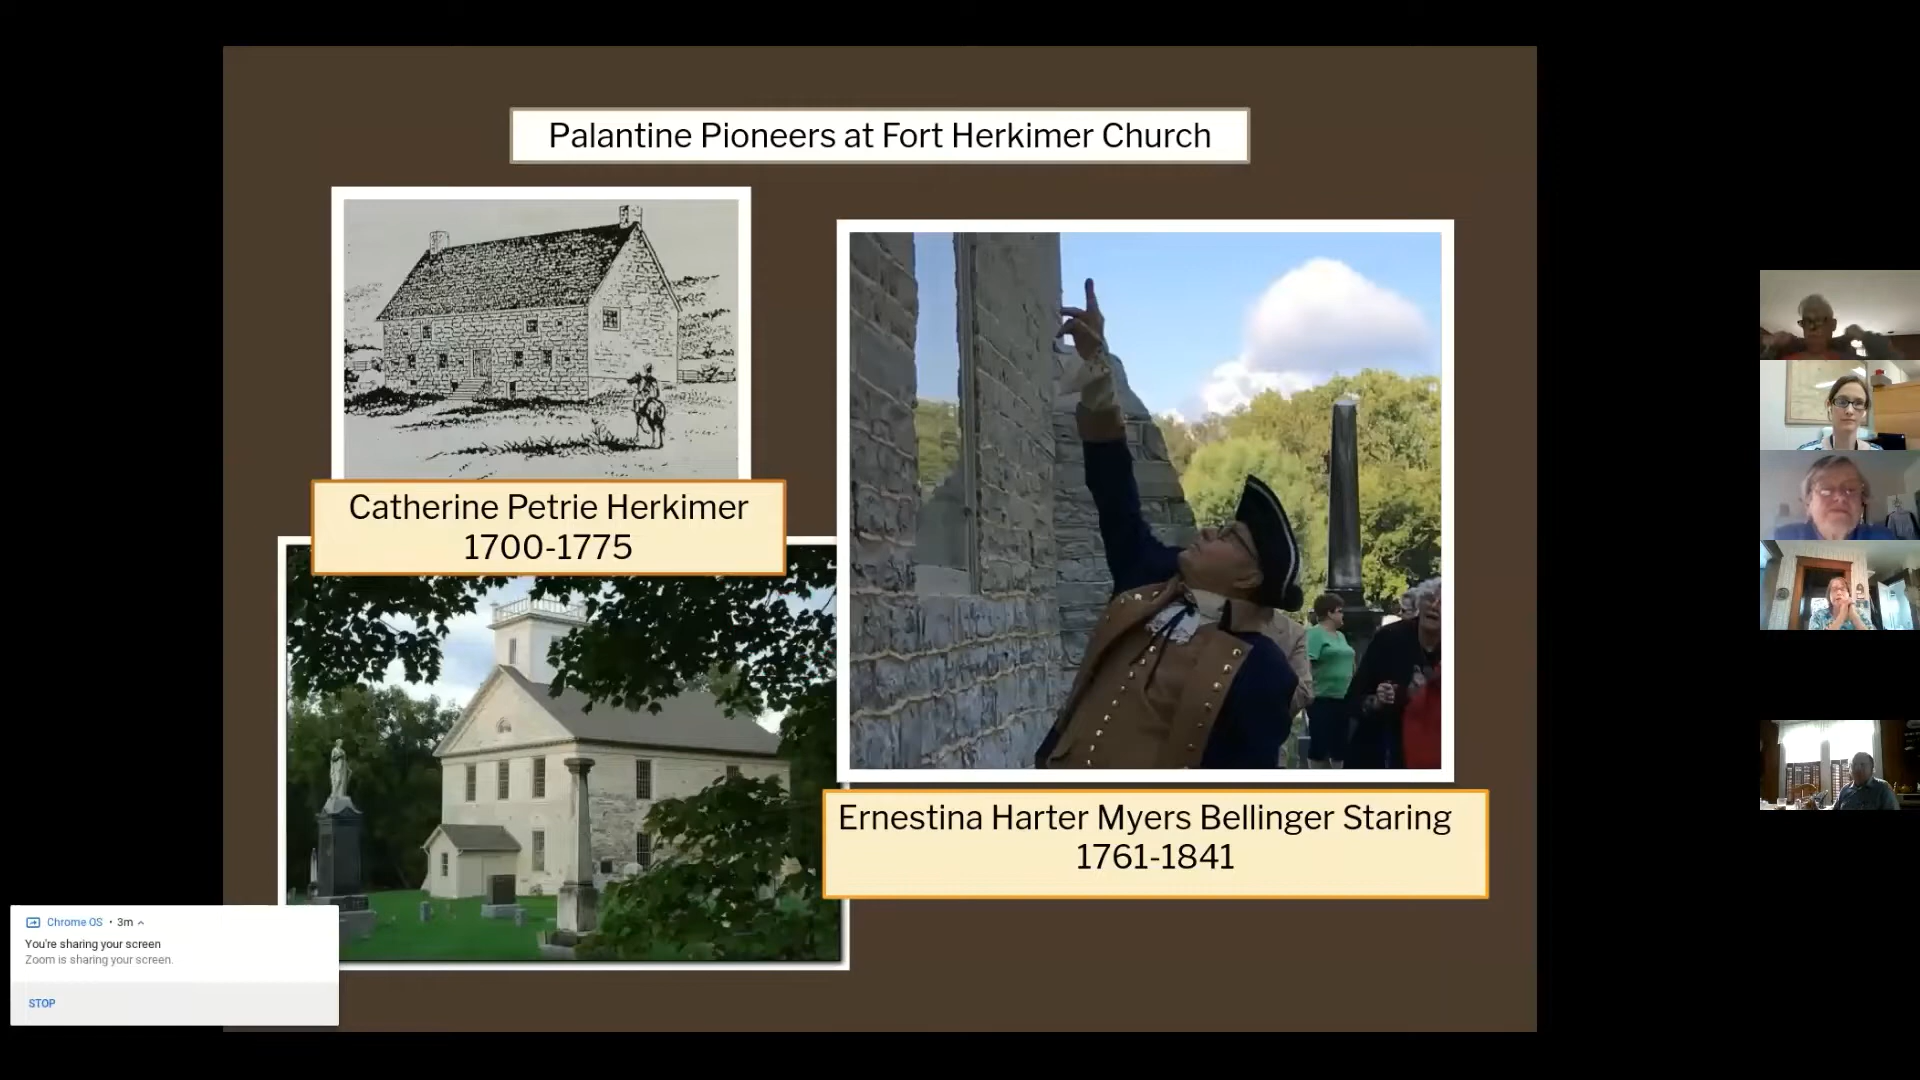 Palantine Pioneers at Fort Herkimer Church
Catherine Petrie Herkimer
1700-1775
Ernestina Harter Myers Bellinger Staring
1761-1841
Chrome OS • 3m
You're sharing your screen
Zoom is sharing your screen.
STOP